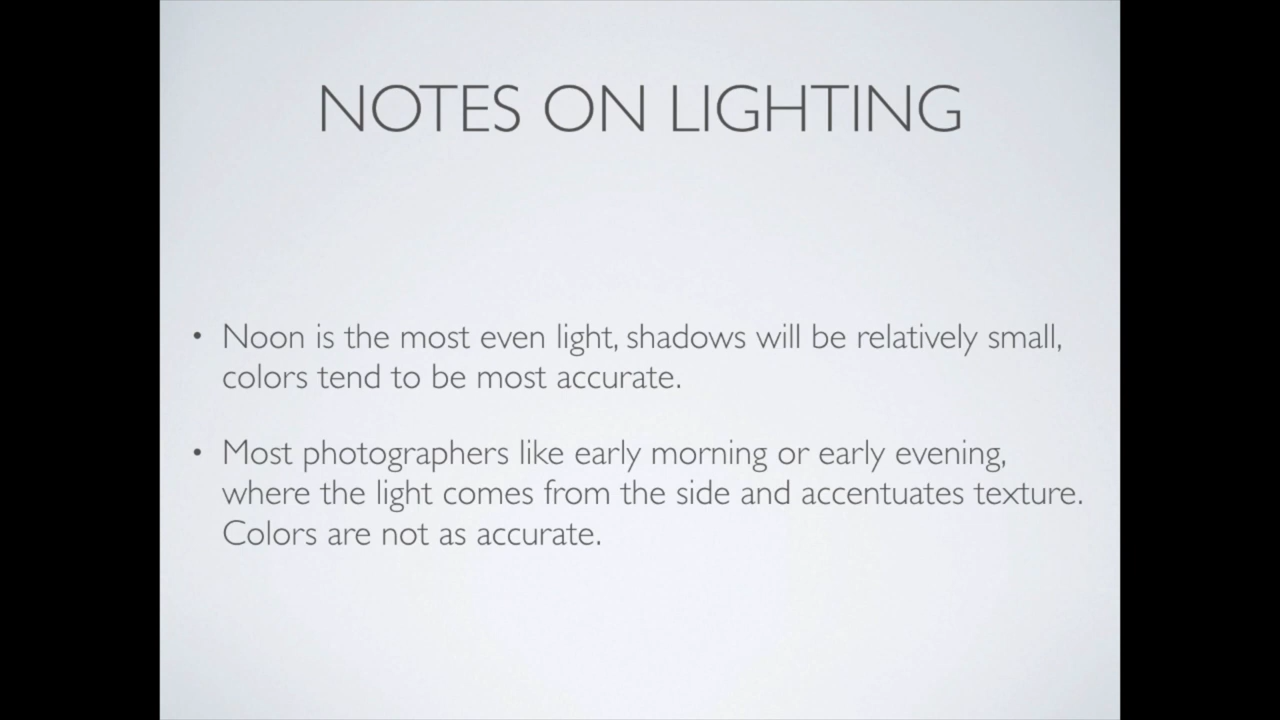 NOTES ON LIGHTING
• Noon is the most even light, shadows will be relatively small,
colors tend to be most accurate.
• Most photographers like early morning or early evening,
where the light comes from the side and accentuates texture.
Colors are not as accurate.